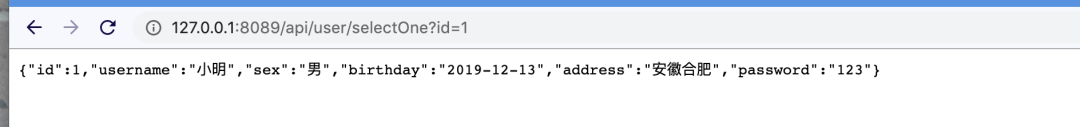 127.0.0.1:8089/api/user/selectOne?id=1
{"id":1,"username":"小明","sex":"男","birthday":"2019-12-13","address":"安徽合肥","password":"123"}